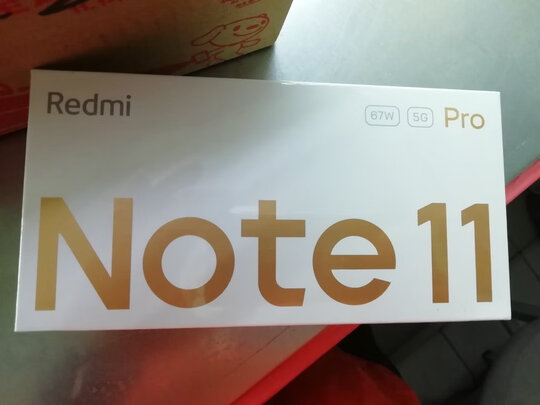 Redmi
67W 5G Pro
Note 11